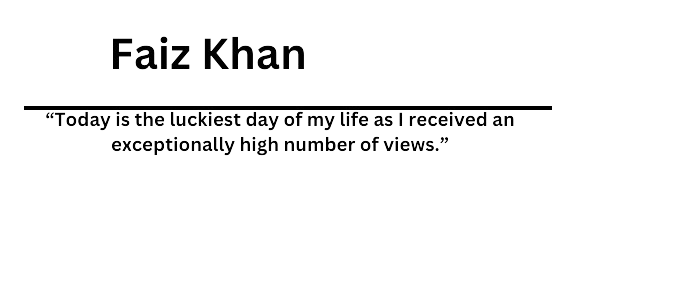 Faiz Khan
“Today is the luckiest day of my life as I received an
exceptionally high number of views.”